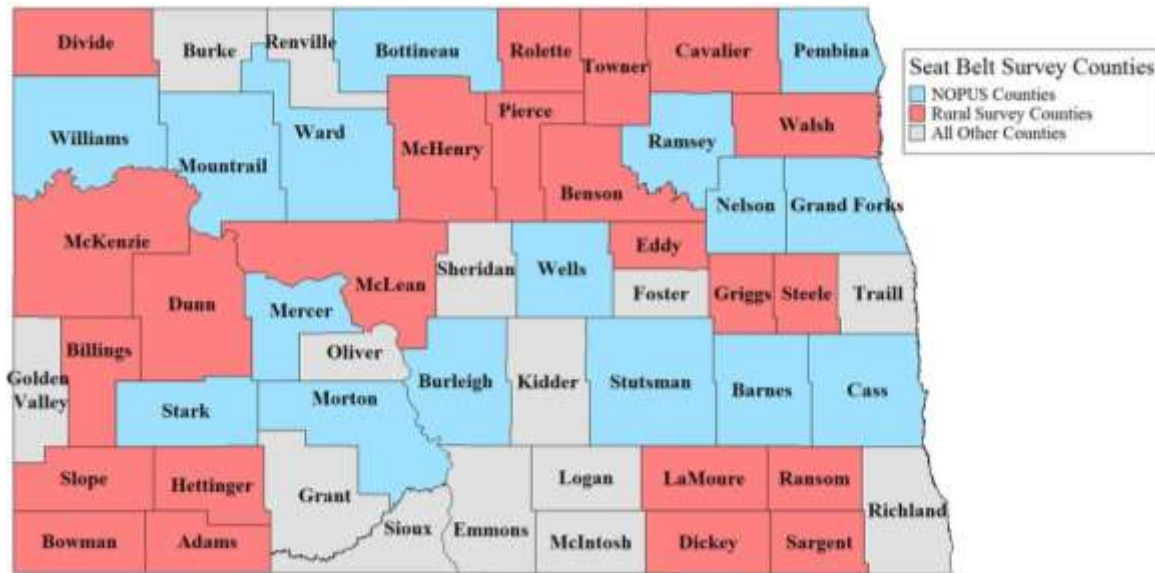 Divide
Burke
Renville
Bottineau
Rolette
Towner
Cavalier
Pembina
Seat Belt Survey Counties
NOPUS Counties
Rural Survey Counties
All Other Counties
Williams
Mountrail
Ward
McHenry
Pierce
Benson
Ramsey
Walsh
Nelson
Grand Forks
McKenzie
Dunn
McLean
Mercer
Sheridan
Wells
Eddy
Foster
Griggs
Steele
Traill
Golden
Valley
Billings
Oliver
Burleigh
Kidder
Stutsman
Barnes
Cass
Stark
Morton
Slope
Hettinger
Grant
Sioux
Emmons
Logan
LaMoure
Ransom
Richland
Bowman
Adams
McIntosh
Dickey
Sargent